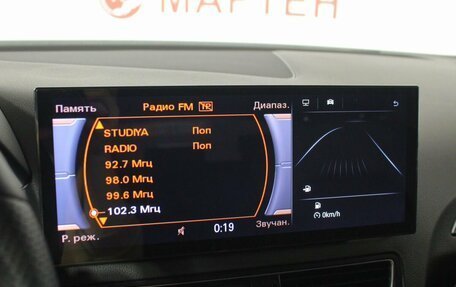 МАРТЕН
Память Радио FM TP Диапаз.
STUDIYA Поп
RADIO Поп
92.7 Мгц
98.0 Мгц
99.6 Мгц
102.3 Мгц
0km/h
Р. реж. 0:19 Звучан.